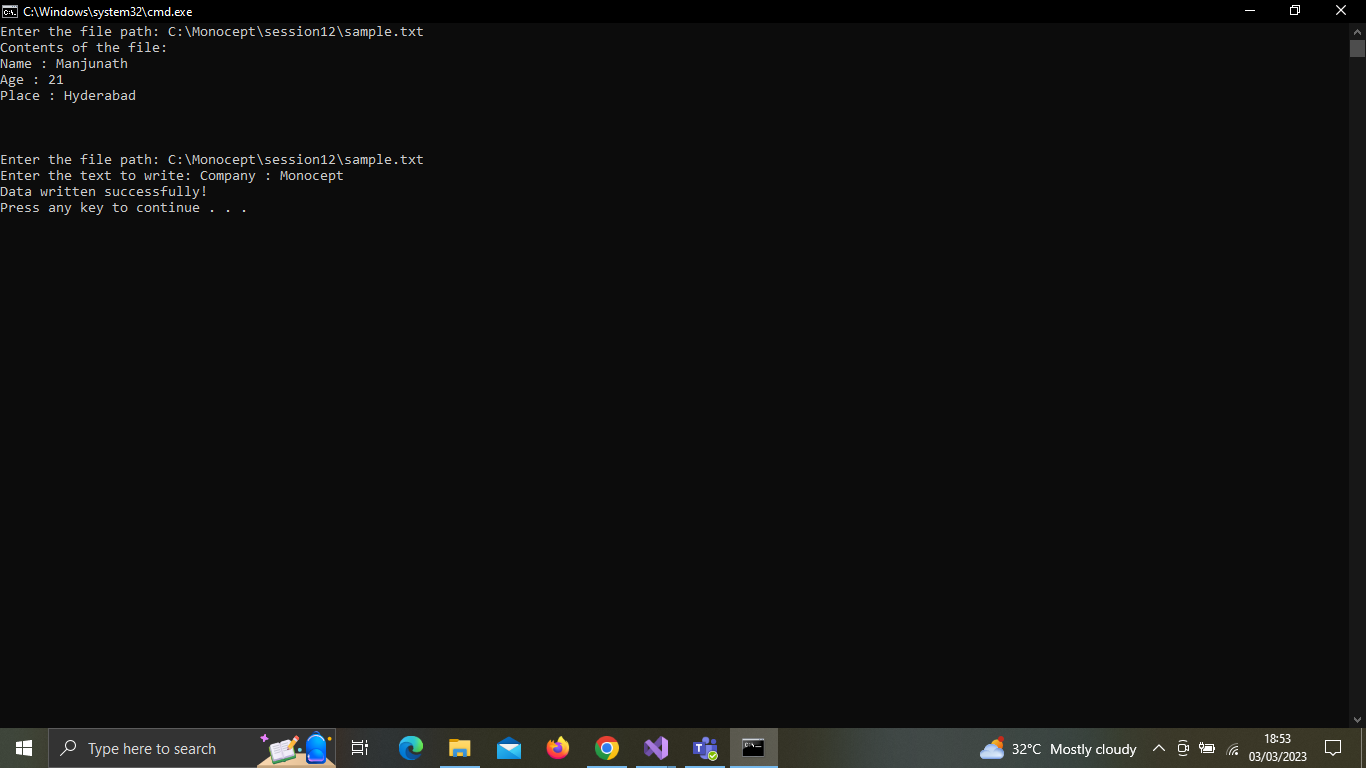 C:\Windows\system32\cmd.exe
Enter the file path: C:\Monocept\session12\sample.txt
Contents of the file:
Name : Manjunath
Age : 21
Place : Hyderabad
Enter the file path: C:\Monocept\session12\sample.txt
Enter the text to write: Company : Monocept
Data written successfully!
Press any key to continue . . .
Type here to search
32°C Mostly cloudy
18:53
03/03/2023